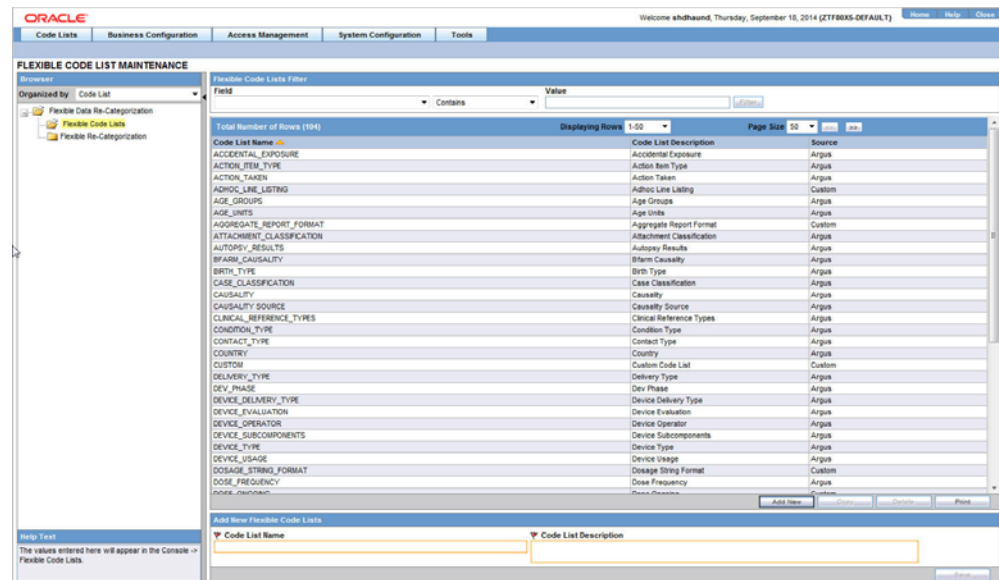 ORACLE
Welcome shdhaund, Thursday, September 18, 2014 (ZTF80X5-DEFAULT)
Home Help Close
Code Lists Business Configuration Access Management System Configuration Tools
FLEXIBLE CODE LIST MAINTENANCE
Browser
Organized by Code List
Flexible Data Re-Categorization
Flexible Code Lists
Flexible Re-Categorization
Flexible Code Lists Filter
Field Value
Contains Filter
Total Number of Rows (104) Displaying Rows 1-50 Page Size 50 << >>
Code List Name Code List Description Source
ACCIDENTAL_EXPOSURE Accidental Exposure Argus
ACTION_ITEM_TYPE Action Item Type Argus
ACTION_TAKEN Action Taken Argus
ADHOC_LINE_LISTING Adhoc Line Listing Custom
AGE_GROUPS Age Groups Argus
AGE_UNITS Age Units Argus
AGGREGATE_REPORT_FORMAT Aggregate Report Format Custom
ATTACHMENT_CLASSIFICATION Attachment Classification Argus
AUTOPSY_RESULTS Autopsy Results Argus
BFARM_CAUSALITY Bfarm Causality Argus
BIRTH_TYPE Birth Type Argus
CASE_CLASSIFICATION Case Classification Argus
CAUSALITY Causality Argus
CAUSALITY SOURCE Causality Source Argus
CLINICAL_REFERENCE_TYPES Clinical Reference Types Argus
CONDITION_TYPE Condition Type Argus
CONTACT_TYPE Contact Type Argus
COUNTRY Country Argus
CUSTOM Custom Code List Custom
DELIVERY_TYPE Delivery Type Argus
DEV_PHASE Dev Phase Argus
DEVICE_DELIVERY_TYPE Device Delivery Type Argus
DEVICE_EVALUATION Device Evaluation Argus
DEVICE_OPERATOR Device Operator Argus
DEVICE_SUBCOMPONENTS Device Subcomponents Argus
DEVICE_TYPE Device Type Argus
DEVICE_USAGE Device Usage Argus
DOSAGE_STRING_FORMAT Dosage String Format Custom
DOSE_FREQUENCY Dose Frequency Argus
DOSE_ONGOING Dose Ongoing Custom
Add New Copy Delete Print
Add New Flexible Code Lists
Code List Name Code List Description
Save
Help Text
The values entered here will appear in the Console ->
Flexible Code Lists.